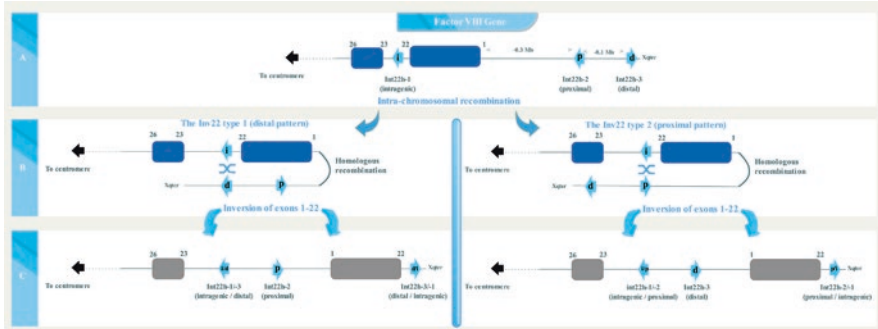 Factor VIII Gene
A
26 23 22 1 ~0.3 Mb ~0.1 Mb
i p d Xqter
To centromere
Int22h-1 Int22h-2 Int22h-3
(intragenic) (proximal) (distal)
Intra-chromosomal recombination
The Inv22 type 1 (distal pattern) The Inv22 type 2 (proximal pattern)
B
26 23 22 1 26 23 22 1
i i
To centromere Homologous To centromere Homologous
recombination recombination
Xqter d p Xqter d p
Inversion of exons 1-22 Inversion of exons 1-22
C
26 23 1 22 26 23 1 22
p Xqter d Xqter
To centromere Int22h-1/-3 Int22h-2 Int22h-3/-1 To centromere Int22h-1/-2 Int22h-3 Int22h-2/-1
(intragenic / distal) (proximal) (distal / intragenic) (intragenic / proximal) (distal) (proximal / intragenic)